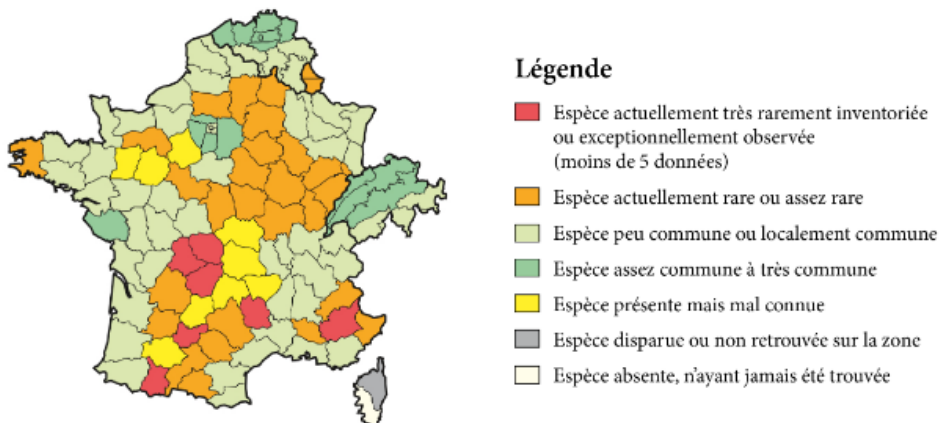 Légende
Espèce actuellement très rarement inventoriée
ou exceptionnellement observée
(moins de 5 données)
Espèce actuellement rare ou assez rare
Espèce peu commune ou localement commune
Espèce assez commune à très commune
Espèce présente mais mal connue
Espèce disparue ou non retrouvée sur la zone
Espèce absente, n'ayant jamais été trouvée